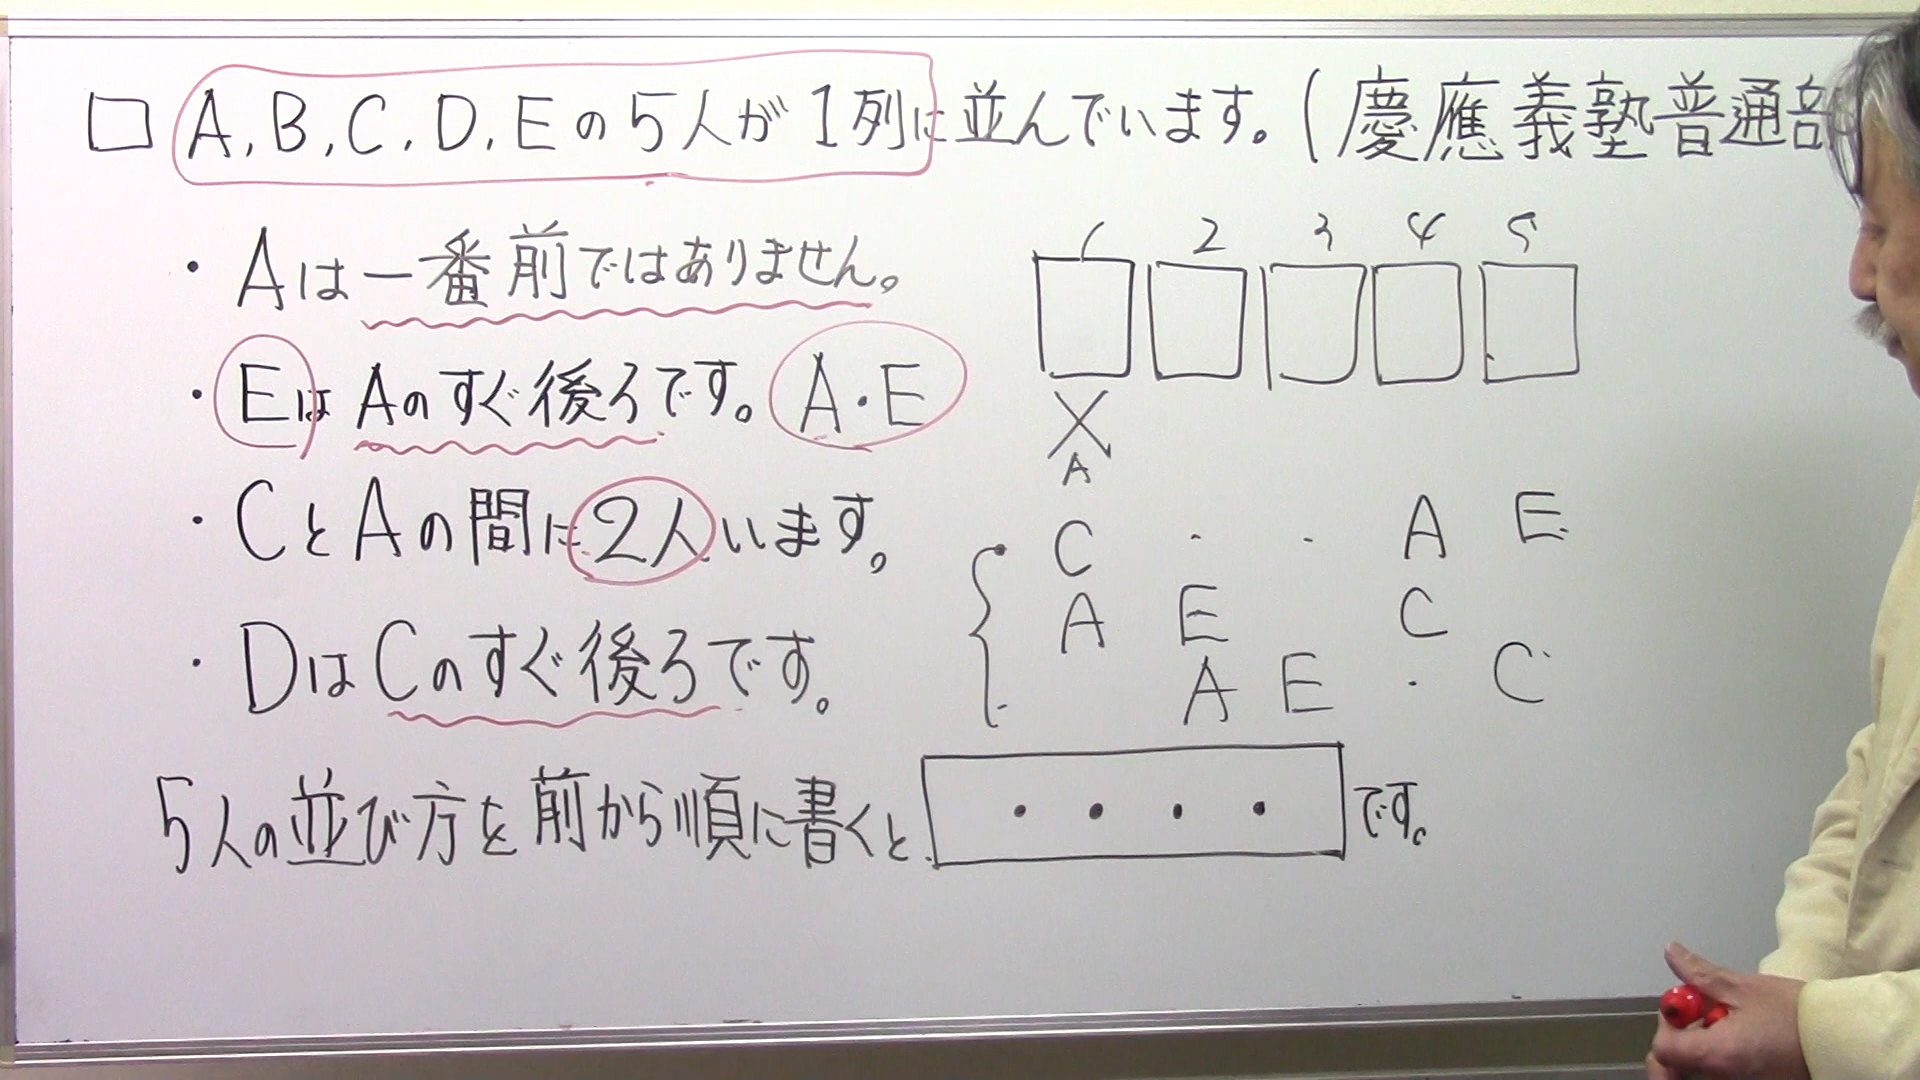 □ A,B,C,D,Eの5人が1列に並んでいます。(慶應義塾普通部
・Aは一番前ではありません。
・EはAのすぐ後ろです。 A・E
・CとAの間に2人います。
・DはCのすぐ後ろです。
5人の並び方を前から順に書くと ・・・・ です。
1 2 3 4 5
×
A
C ・ ・ A E
A E C
A E ・ C